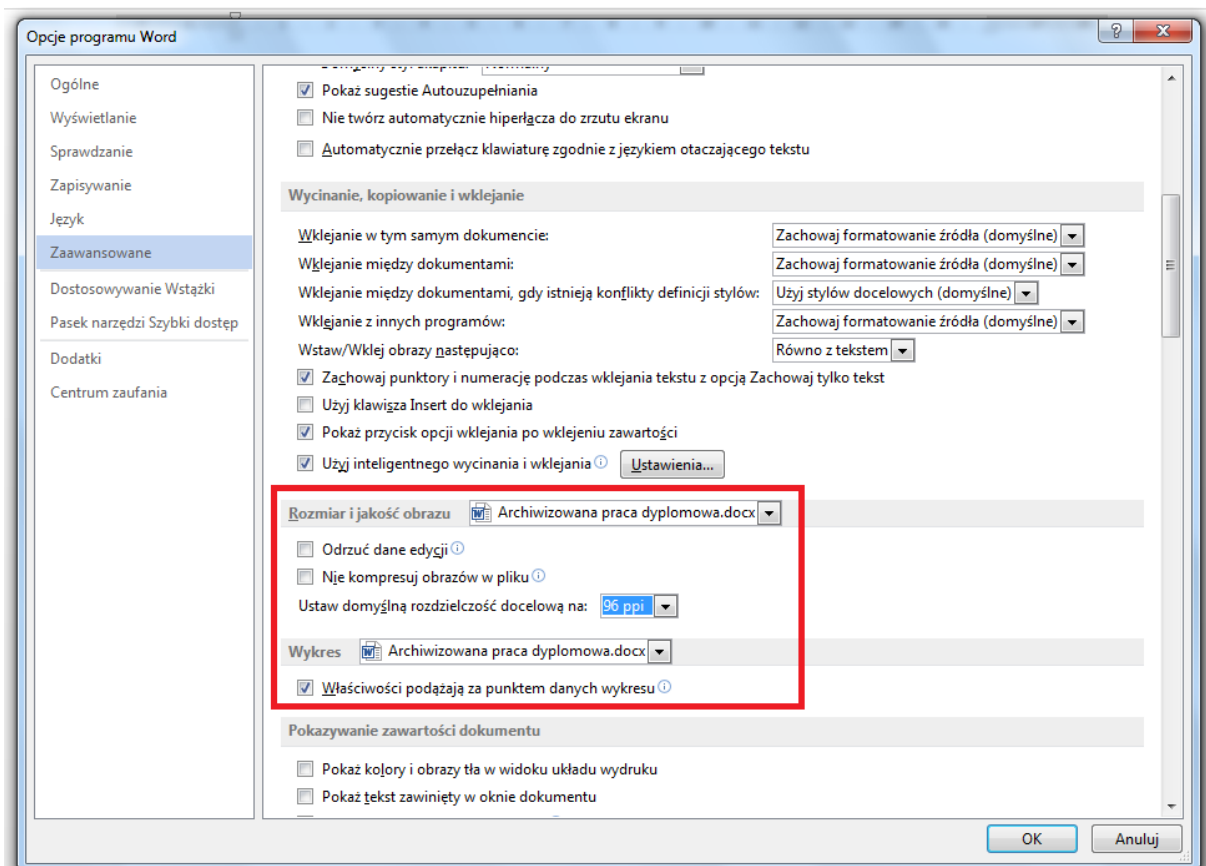 Opcje programu Word
Ogólne
Wyświetlanie
Sprawdzanie
Zapisywanie
Język
Zaawansowane
Dostosowywanie Wstążki
Pasek narzędzi Szybki dostęp
Dodatki
Centrum zaufania
Pokaż sugestie Autouzupełniania
Nie twórz automatycznie hiperłącza do zrzutu ekranu
Automatycznie przełącz klawiaturę zgodnie z językiem otaczającego tekstu
Wycinanie, kopiowanie i wklejanie
Wklejanie w tym samym dokumencie: Zachowaj formatowanie źródła (domyślne)
Wklejanie między dokumentami: Zachowaj formatowanie źródła (domyślne)
Wklejanie między dokumentami, gdy istnieją konflikty definicji stylów: Użyj stylów docelowych (domyślne)
Wklejanie z innych programów: Zachowaj formatowanie źródła (domyślne)
Wstaw/Wklej obrazy następująco: Równo z tekstem
Zachowaj punktory i numerację podczas wklejania tekstu z opcją Zachowaj tylko tekst
Użyj klawisza Insert do wklejania
Pokaż przycisk opcji wklejania po wklejeniu zawartości
Użyj inteligentnego wycinania i wklejania Ustawienia...
Rozmiar i jakość obrazu Archiwizowana praca dyplomowa.docx
Odrzuć dane edycji
Nie kompresuj obrazów w pliku
Ustaw domyślną rozdzielczość docelową na: 96 ppi
Wykres Archiwizowana praca dyplomowa.docx
Właściwości podążają za punktem danych wykresu
Pokazywanie zawartości dokumentu
Pokaż kolory i obrazy tła w widoku układu wydruku
Pokaż tekst zawinięty w oknie dokumentu
OK Anuluj